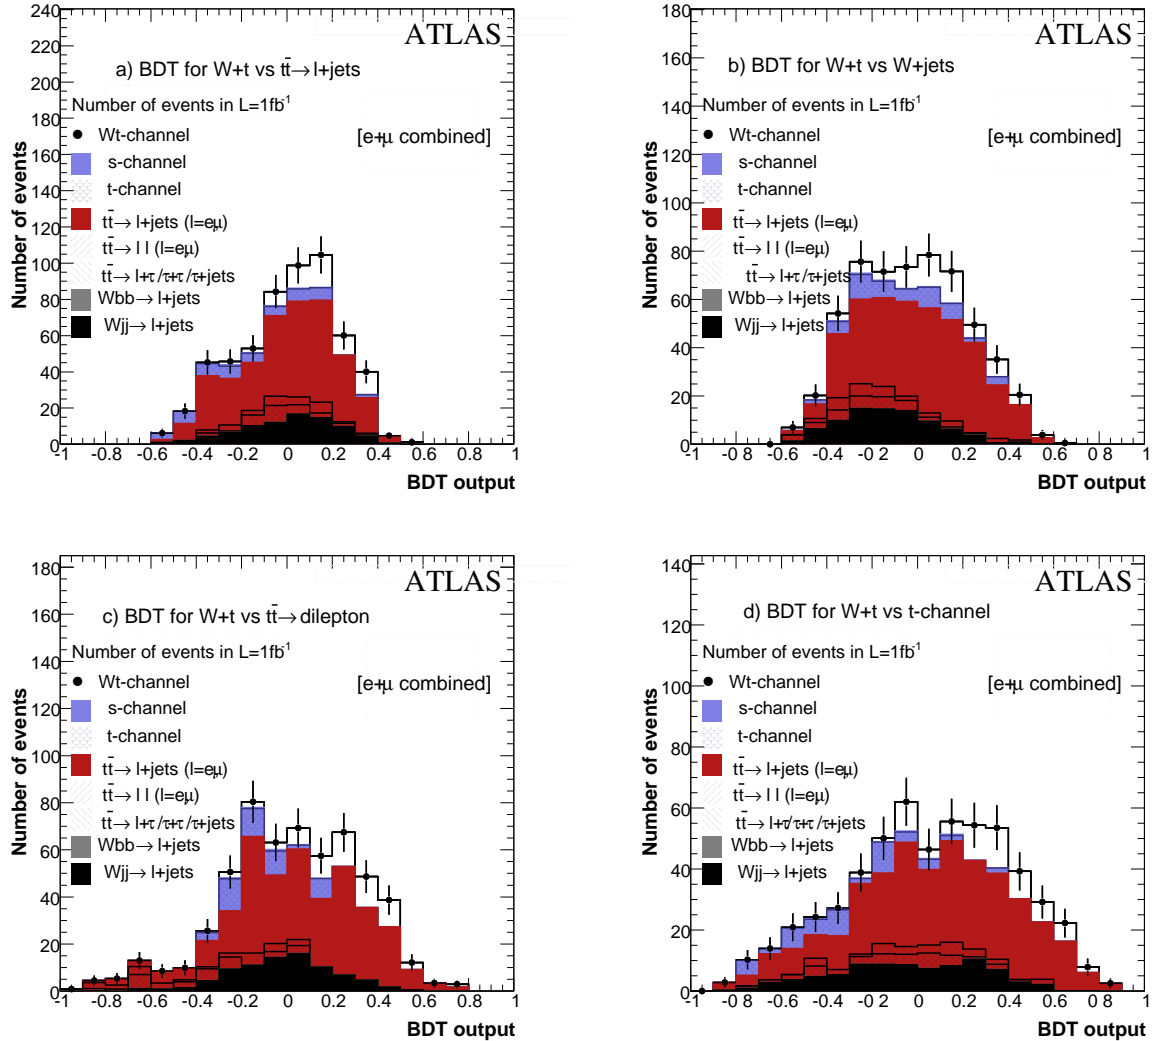 ATLAS
a) BDT for W+t vs tt̄→ l+jets
Number of events in L=1fb-1
[e+μ combined]
Wt-channel
s-channel
t-channel
tt̄→ l+jets (l=eμ)
tt̄→ l l (l=eμ)
tt̄→ l+τ/τ+τ/τ+jets
Wbb→ l+jets
Wjj→ l+jets
Number of events
0 20 40 60 80 100 120 140 160 180 200 220 240
-1 -0.8 -0.6 -0.4 -0.2 0 0.2 0.4 0.6 0.8 1
BDT output
ATLAS
b) BDT for W+t vs W+jets
Number of events in L=1fb-1
[e+μ combined]
Wt-channel
s-channel
t-channel
tt̄→ l+jets (l=eμ)
tt̄→ l l (l=eμ)
tt̄→ l+τ/τ+jets
Wbb→ l+jets
Wjj→ l+jets
Number of events
0 20 40 60 80 100 120 140 160 180
-1 -0 8 -0.6 -0.4 -0.2 0 0.2 0.4 0.6 0.8 1
BDT output
ATLAS
c) BDT for W+t vs tt̄→ dilepton
Number of events in L=1fb-1
[e+μ combined]
Wt-channel
s-channel
t-channel
tt̄→ l+jets (l=eμ)
tt̄→ l l (l=eμ)
tt̄→ l+τ/τ+τ/τ+jets
Wbb→ l+jets
Wjj→ l+jets
Number of events
0 20 40 60 80 100 120 140 160 180
-1 -0.8 -0.6 -0.4 -0.2 0 0.2 0.4 0.6 0.8 1
BDT output
ATLAS
d) BDT for W+t vs t-channel
Number of events in L=1fb-1
[e+μ combined]
Wt-channel
s-channel
t-channel
tt̄→ l+jets (l=eμ)
tt̄→ l l (l=eμ)
tt̄→ l+τ/τ+τ/τ+jets
Wbb→ l+jets
Wjj→ l+jets
Number of events
0 20 40 60 80 100 120 140
-1 -0.8 -0.6 -0.4 -0.2 0 0.2 0.4 0.6 0.8 1
BDT output